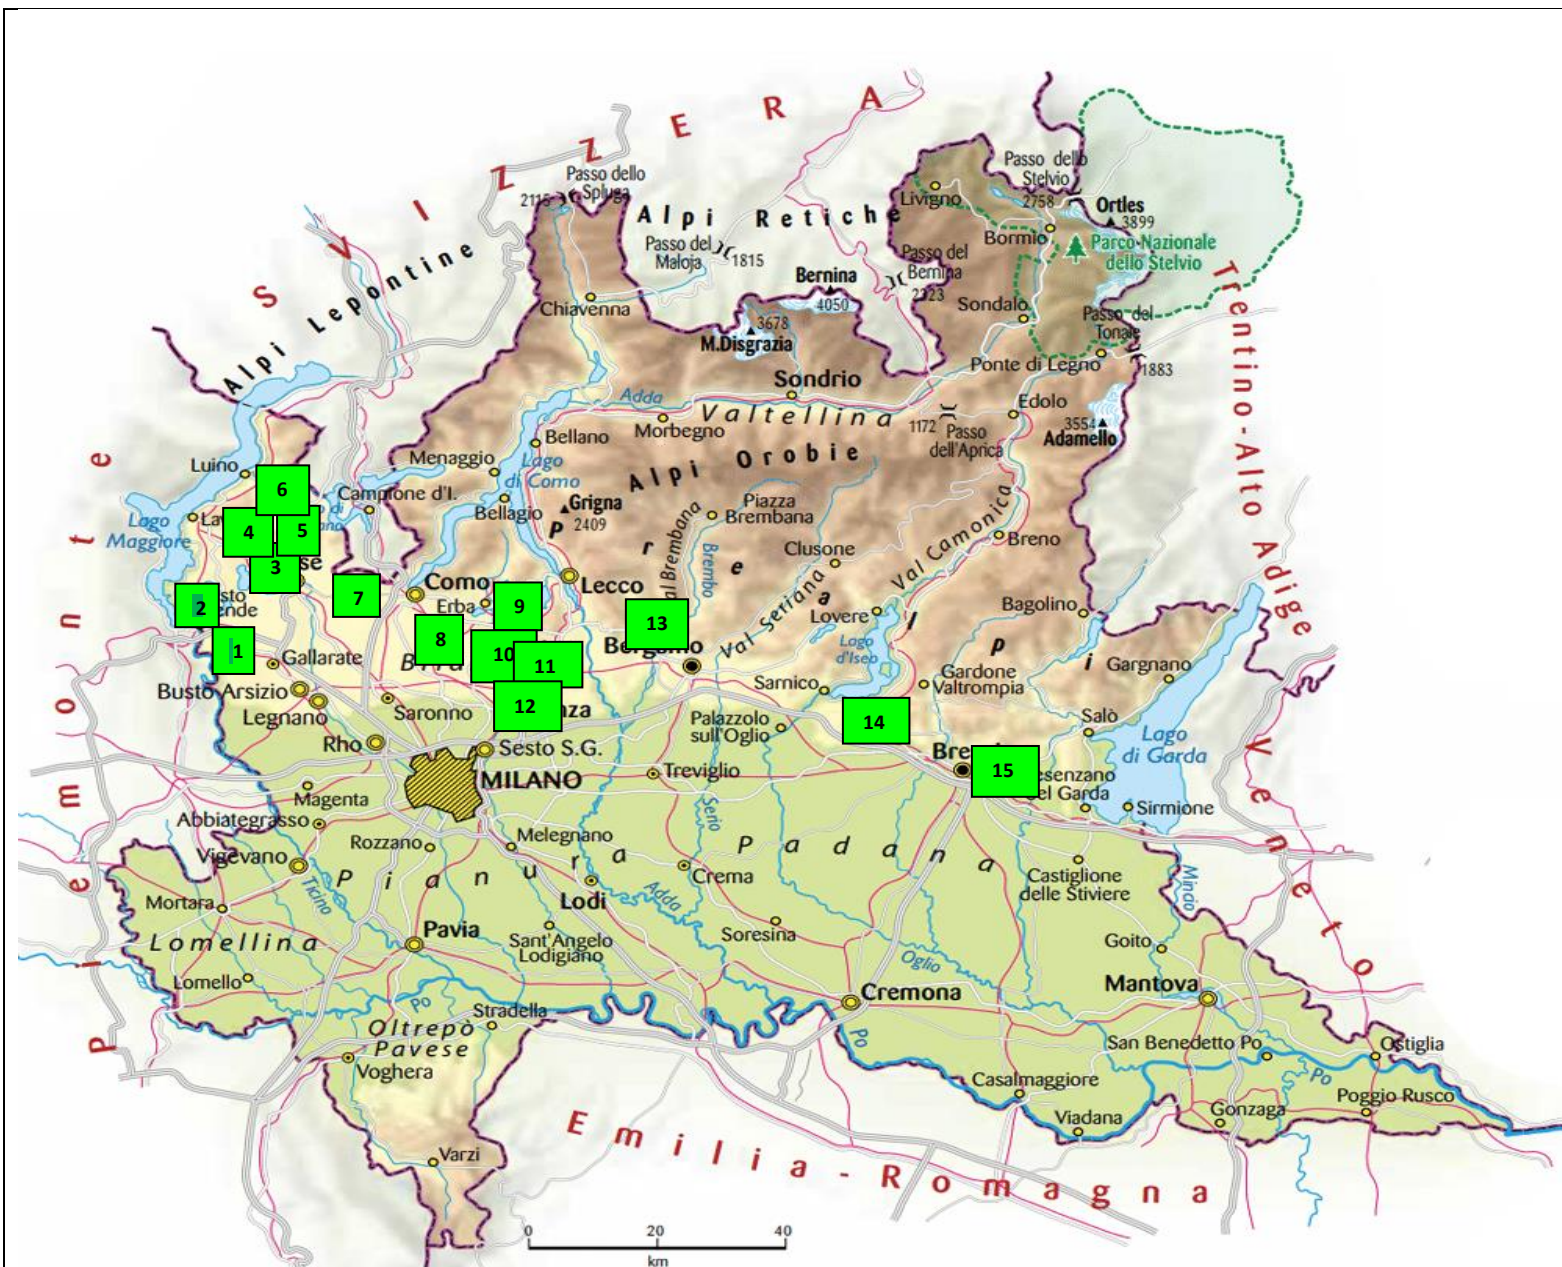 SVIZZERA
Passo dello
Spluga
2115
Alpi Retiche
Passo del
Maloja
1815
Bernina
4050
Passo del
Bernina
2323
Livigno
Passo dello
Stelvio
2758
Ortles
3899
Bormio
Parco Nazionale
dello Stelvio
Sondalo
Passo del
Tonale
1883
Ponte di Legno
Trentino-Alto Adige
Alpi Lepontine
Chiavenna
3678
M.Disgrazia
Sondrio
Adda
Valtellina
Morbegno
1172
Passo
dell'Aprica
Edolo
3554
Adamello
Bellano
Menaggio
Lago
di Como
Alpi Orobie
Luino
6
Campione d'I.
Bellagio
Grigna
2409
Piazza
Brembana
Brembo
Val Camonica
Breno
Lago
Maggiore
4
5
3
Clusone
Prealpi
Val Seriana
2
7
Como
Erba
9
Lecco
13
Lovere
Bagolino
1
8
10
11
Bergamo
Lago
d'Iseo
Gardone
Valtrompia
Gargnano
Gallarate
Busto Arsizio
Legnano
Saronno
12
Sarnico
14
Palazzolo
sull'Oglio
Salò
Lago
di Garda
Rho
Sesto S.G.
MILANO
Treviglio
15
Sirmione
Magenta
Abbiategrasso
Serio
Veneto
Piemonte
Vigevano
Rozzano
Melegnano
Pianura Padana
Crema
Castiglione
delle Stiviere
Mincio
Ticino
Mortara
Lodi
Adda
Lomellina
Pavia
Sant'Angelo
Lodigiano
Soresina
Oglio
Goito
Lomello
Po
Cremona
Mantova
Stradella
Oltrepò
Pavese
Voghera
Po
San Benedetto Po
Ostiglia
Casalmaggiore
Po
Poggio Rusco
Viadana
Gonzaga
Varzi
Emilia-Romagna
0 20 40
km